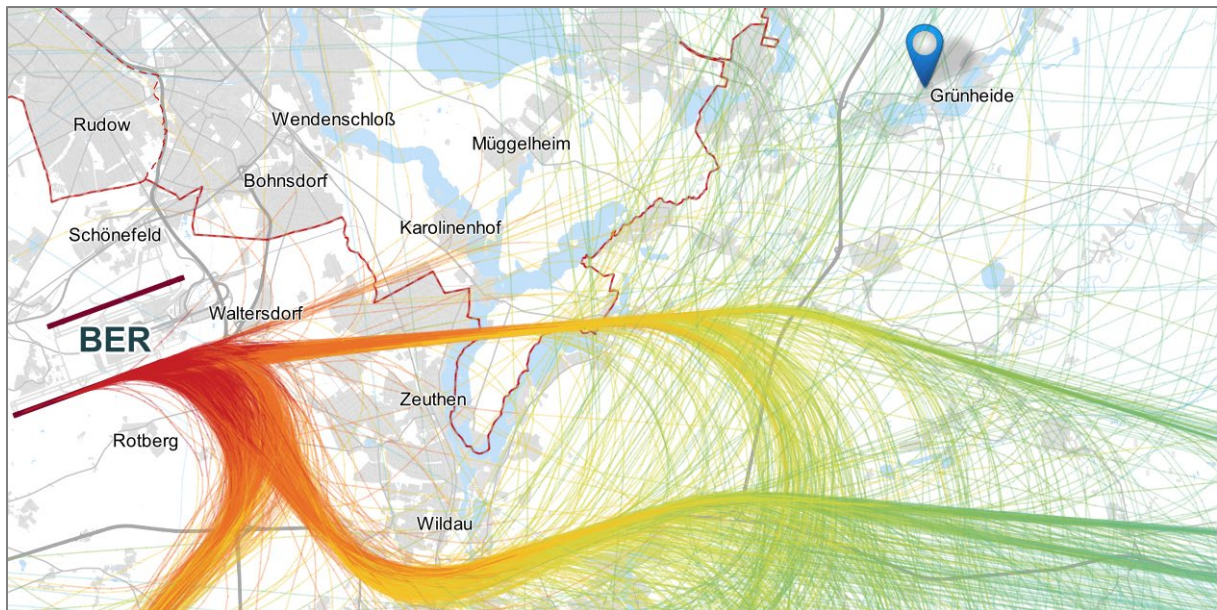 Grünheide
Rudow
Wendenschloß
Müggelheim
Bohnsdorf
Karolinenhof
Schönefeld
Waltersdorf
BER
Zeuthen
Rotberg
Wildau